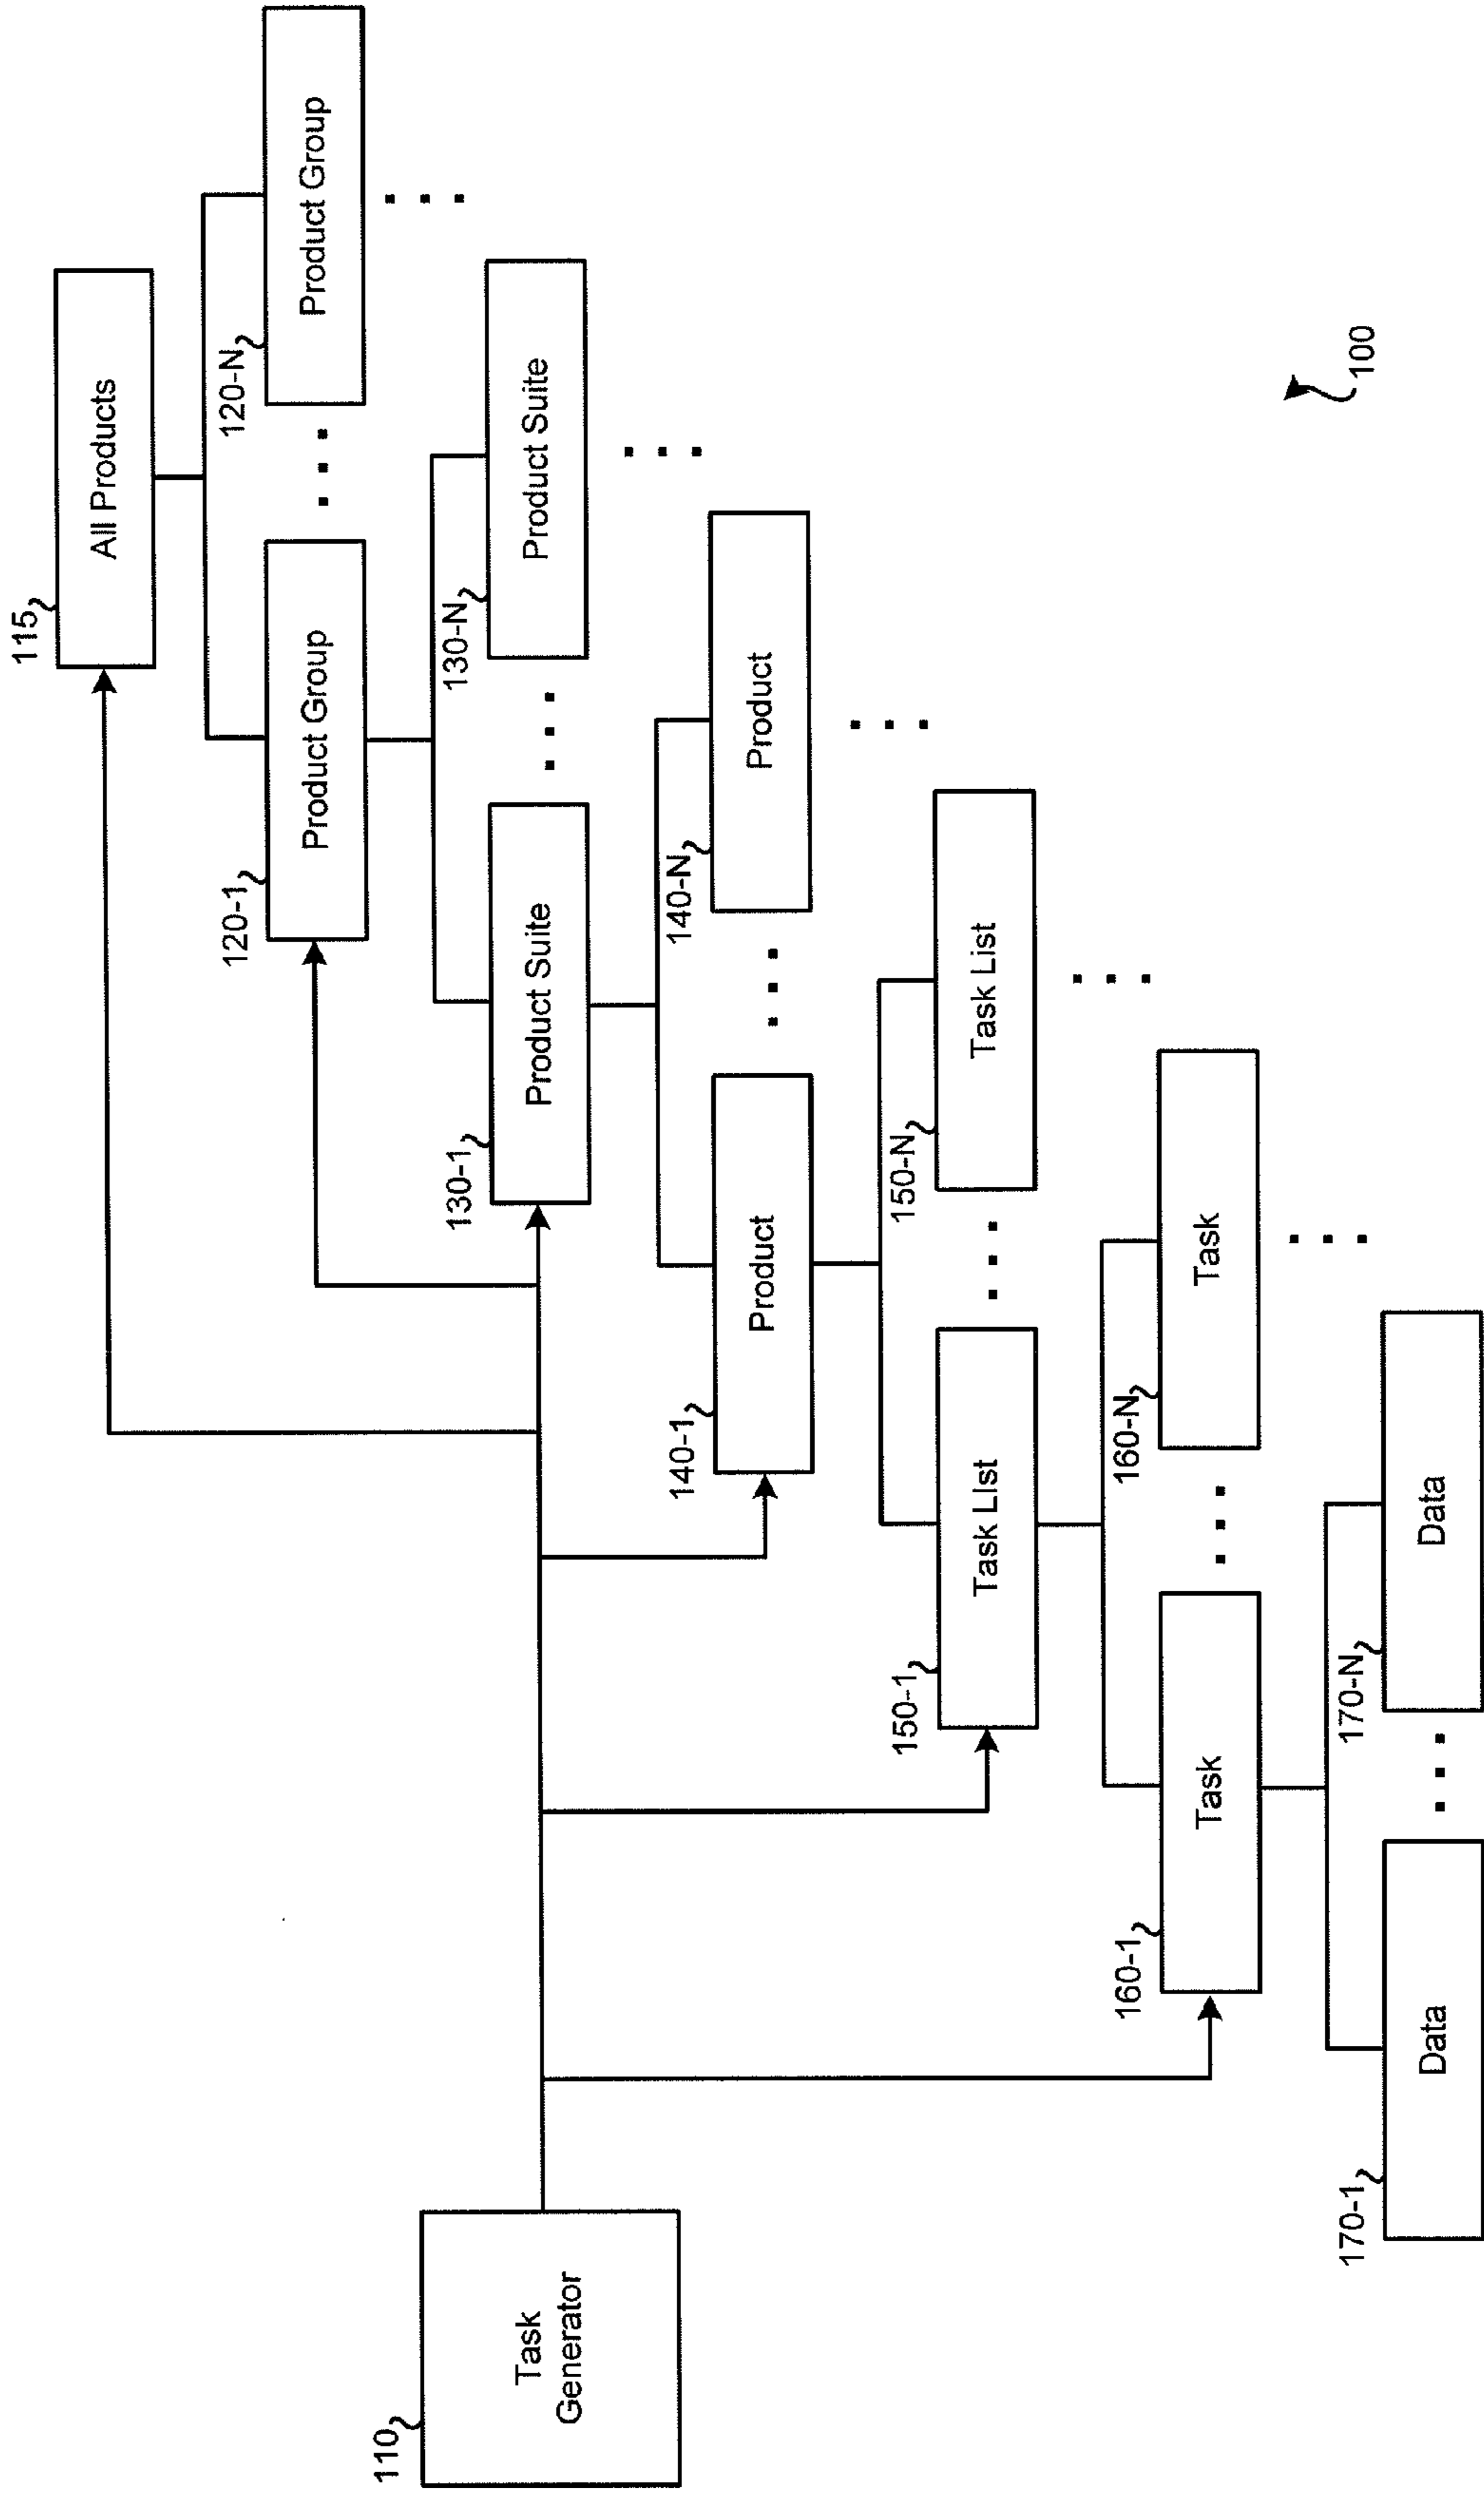 115
All Products
120-1
Product Group
120-N
Product Group
130-1
Product Suite
130-N
Product Suite
110
Task
Generator
140-1
Product
140-N
Product
150-1
Task LIst
150-N
Task List
160-1
Task
160-N
Task
170-1
Data
170-N
Data
100